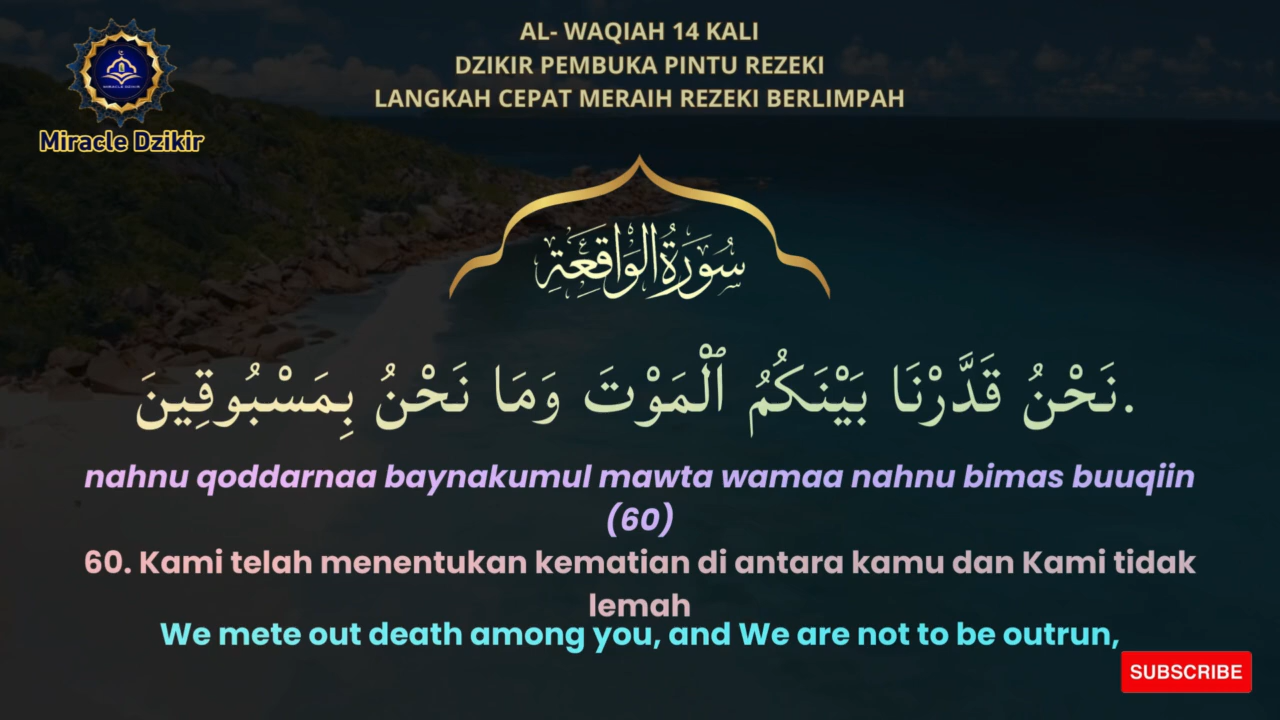 AL- WAQIAH 14 KALI
DZIKIR PEMBUKA PINTU REZEKI
LANGKAH CEPAT MERAIH REZEKI BERLIMPAH
Miracle Dzikir
سُورَةُ الْوَاقِعَةِ
نَحْنُ قَدَّرْنَا بَيْنَكُمُ ٱلْمَوْتَ وَمَا نَحْنُ بِمَسْبُوقِينَ.
nahnu qoddarnaa baynakumul mawta wamaa nahnu bimas buuqiin
(60)
60. Kami telah menentukan kematian di antara kamu dan Kami tidak
lemah
We mete out death among you, and We are not to be outrun,
SUBSCRIBE